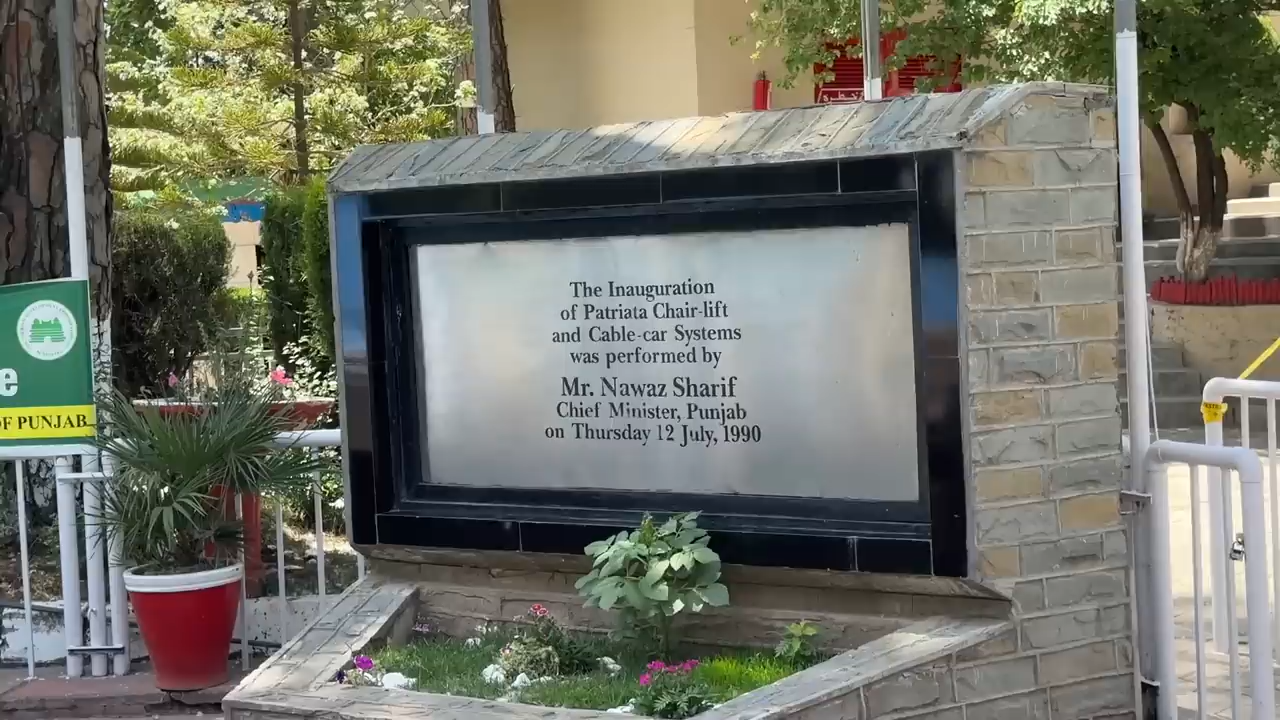 The Inauguration
of Patriata Chair-lift
and Cable-car Systems
was performed by
Mr. Nawaz Sharif
Chief Minister, Punjab
on Thursday 12 July, 1990
e
OF PUNJAB